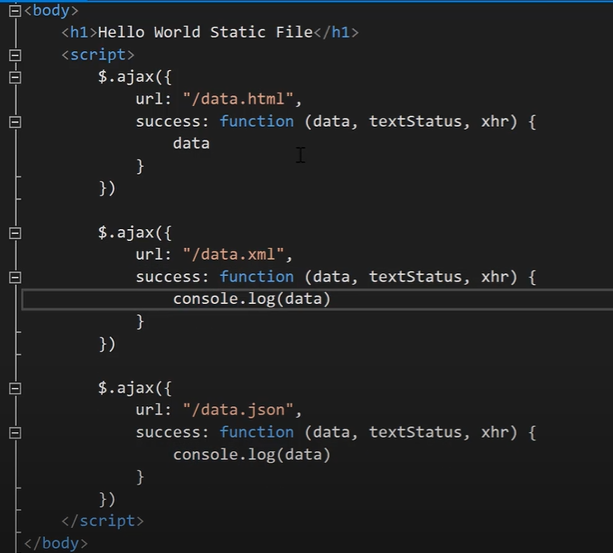 <body>
<h1>Hello World Static File</h1>
<script>
$.ajax({
url: "/data.html",
success: function (data, textStatus, xhr) {
data
}
})
$.ajax({
url: "/data.xml",
success: function (data, textStatus, xhr) {
console.log(data)
}
})
$.ajax({
url: "/data.json",
success: function (data, textStatus, xhr) {
console.log(data)
}
})
</script>
</body>